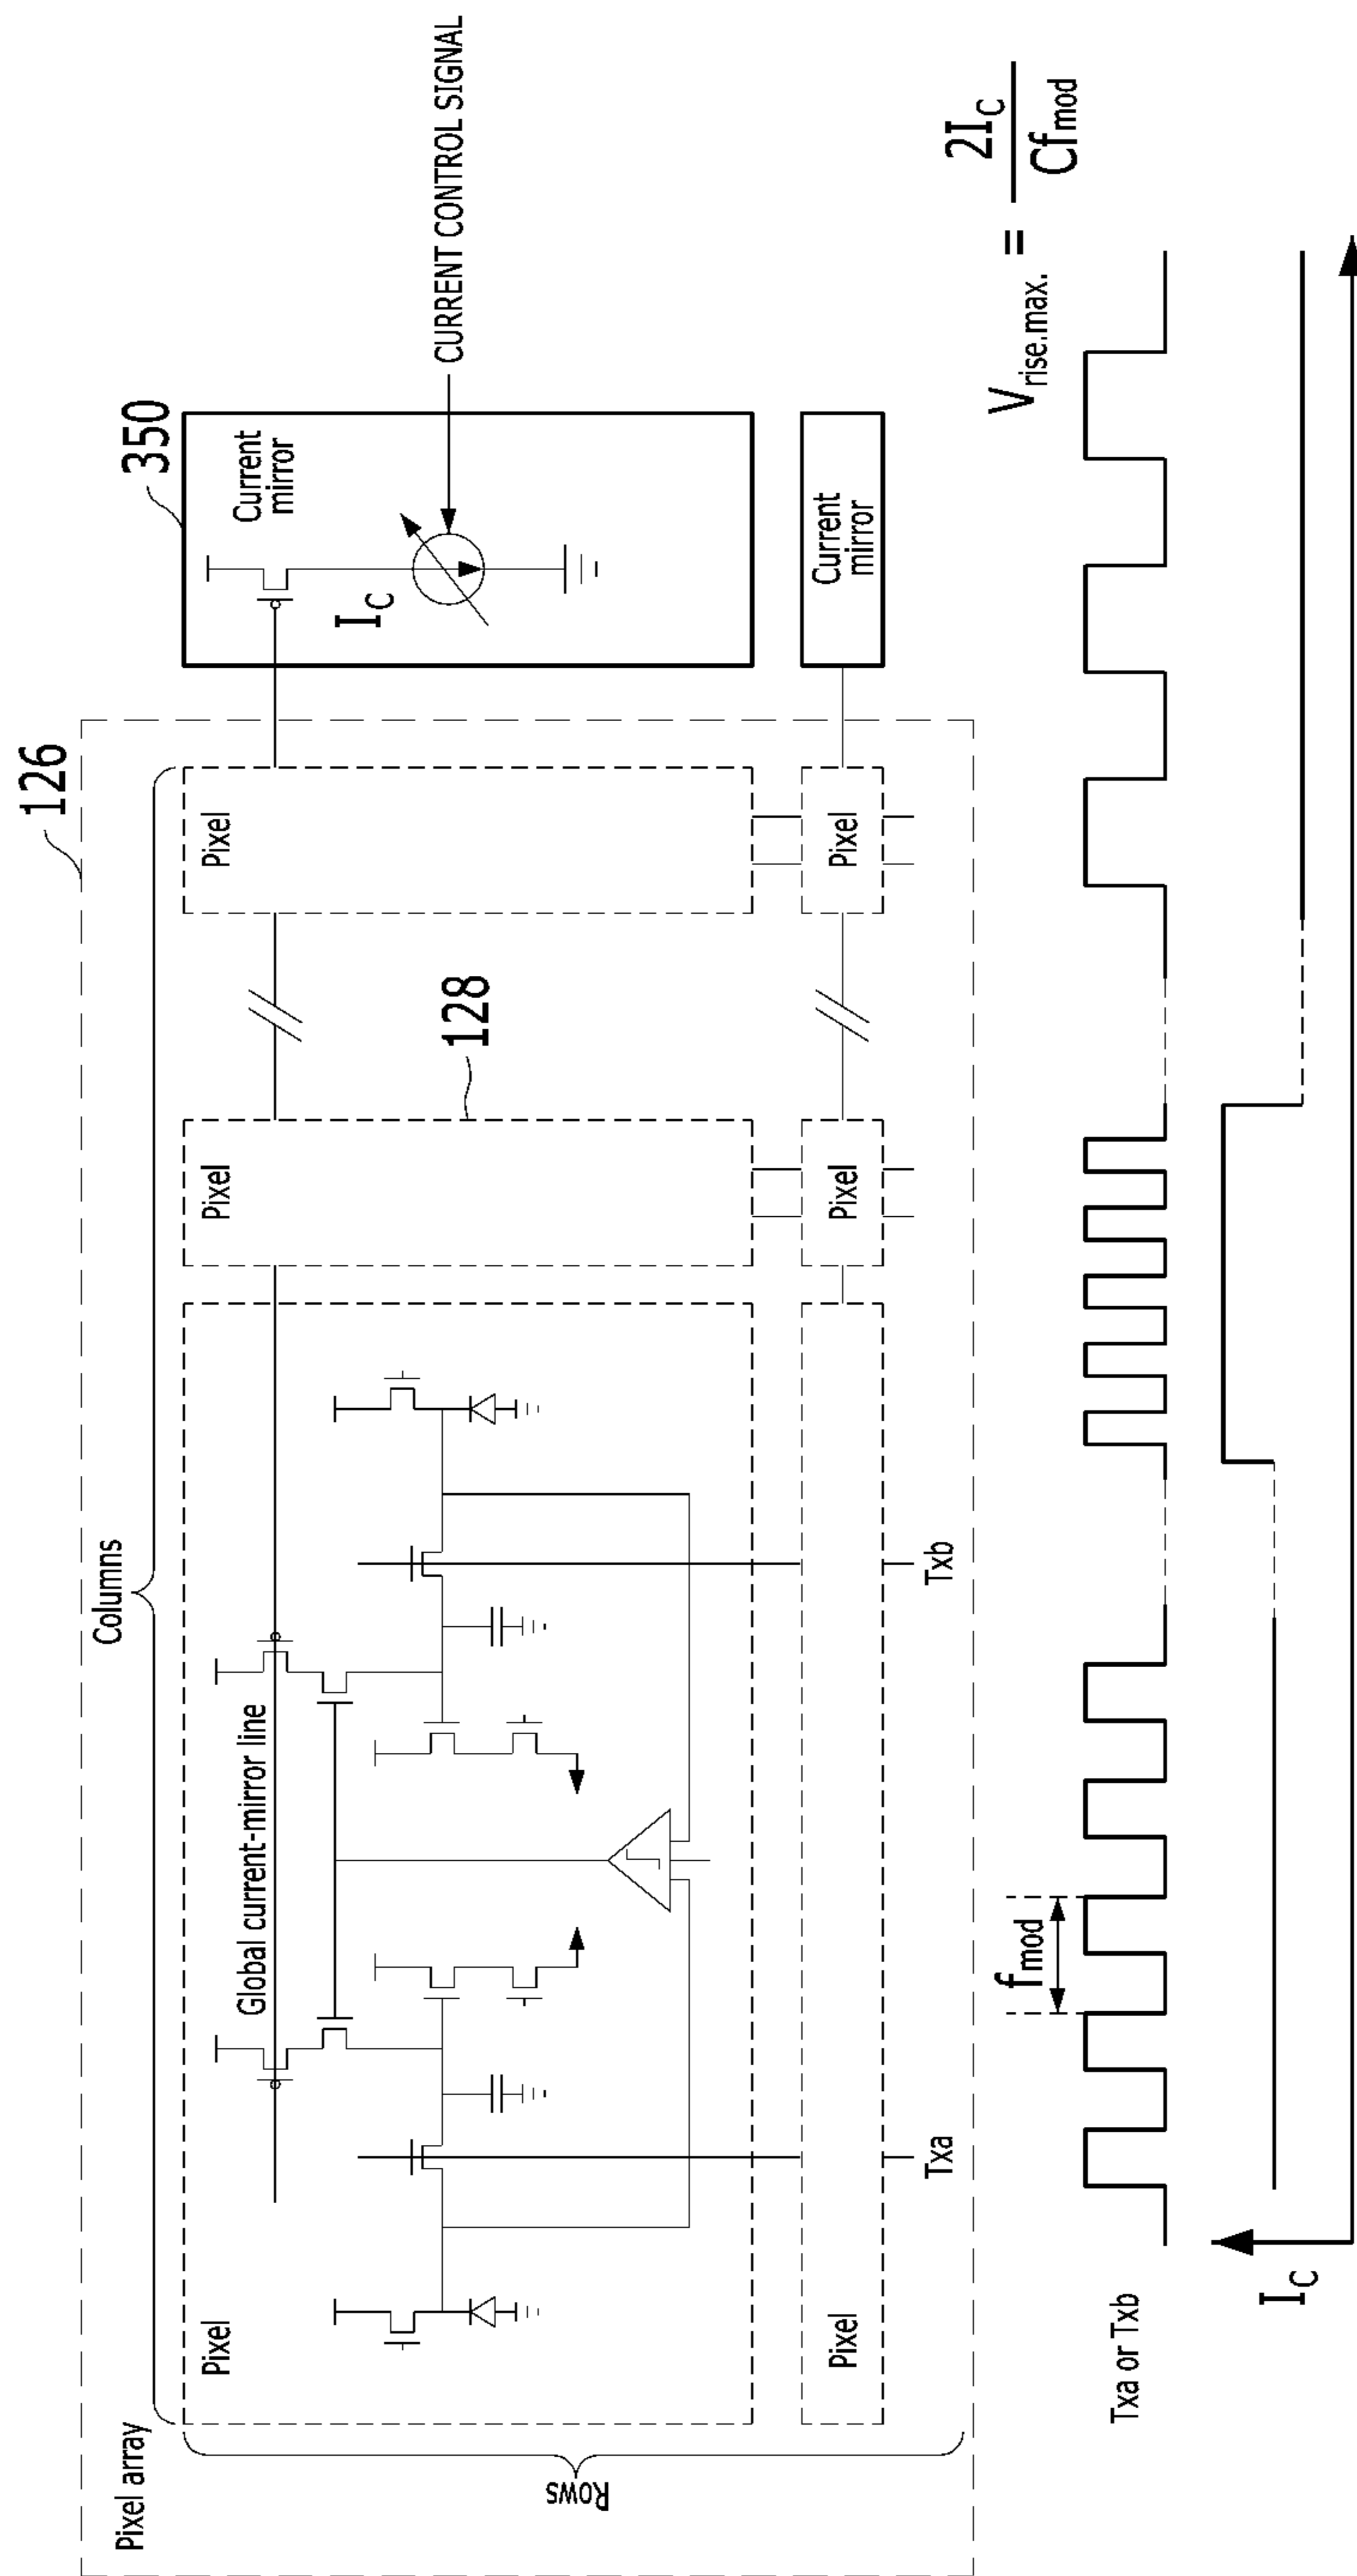 126
Pixel array
Columns
350
Pixel
Global current-mirror line
Pixel
Pixel
Current
mirror
I_C
CURRENT CONTROL SIGNAL
128
Rows
Pixel
Pixel
Pixel
Current
mirror
Txa
Txb
V_rise.max. = 2I_C / Cf_mod
f_mod
Txa or Txb
I_C